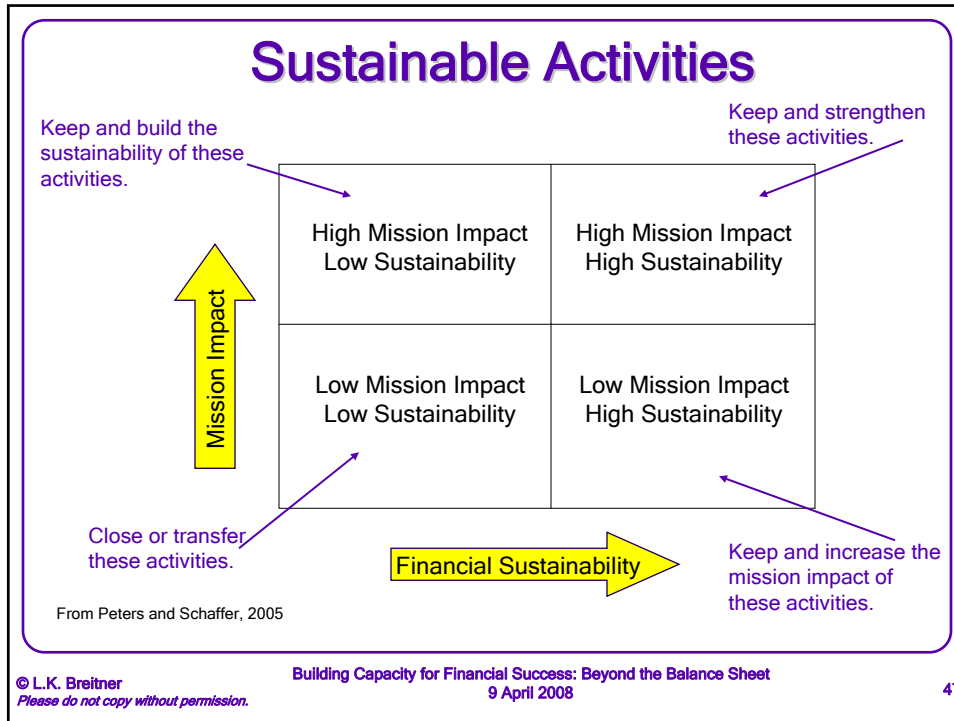 Sustainable Activities
Keep and build the
sustainability of these
activities.
Keep and strengthen
these activities.
High Mission Impact
Low Sustainability
High Mission Impact
High Sustainability
Mission Impact
Low Mission Impact
Low Sustainability
Low Mission Impact
High Sustainability
Close or transfer
these activities.
Financial Sustainability
Keep and increase the
mission impact of
these activities.
From Peters and Schaffer, 2005
© L.K. Breitner
Please do not copy without permission.
Building Capacity for Financial Success: Beyond the Balance Sheet
9 April 2008